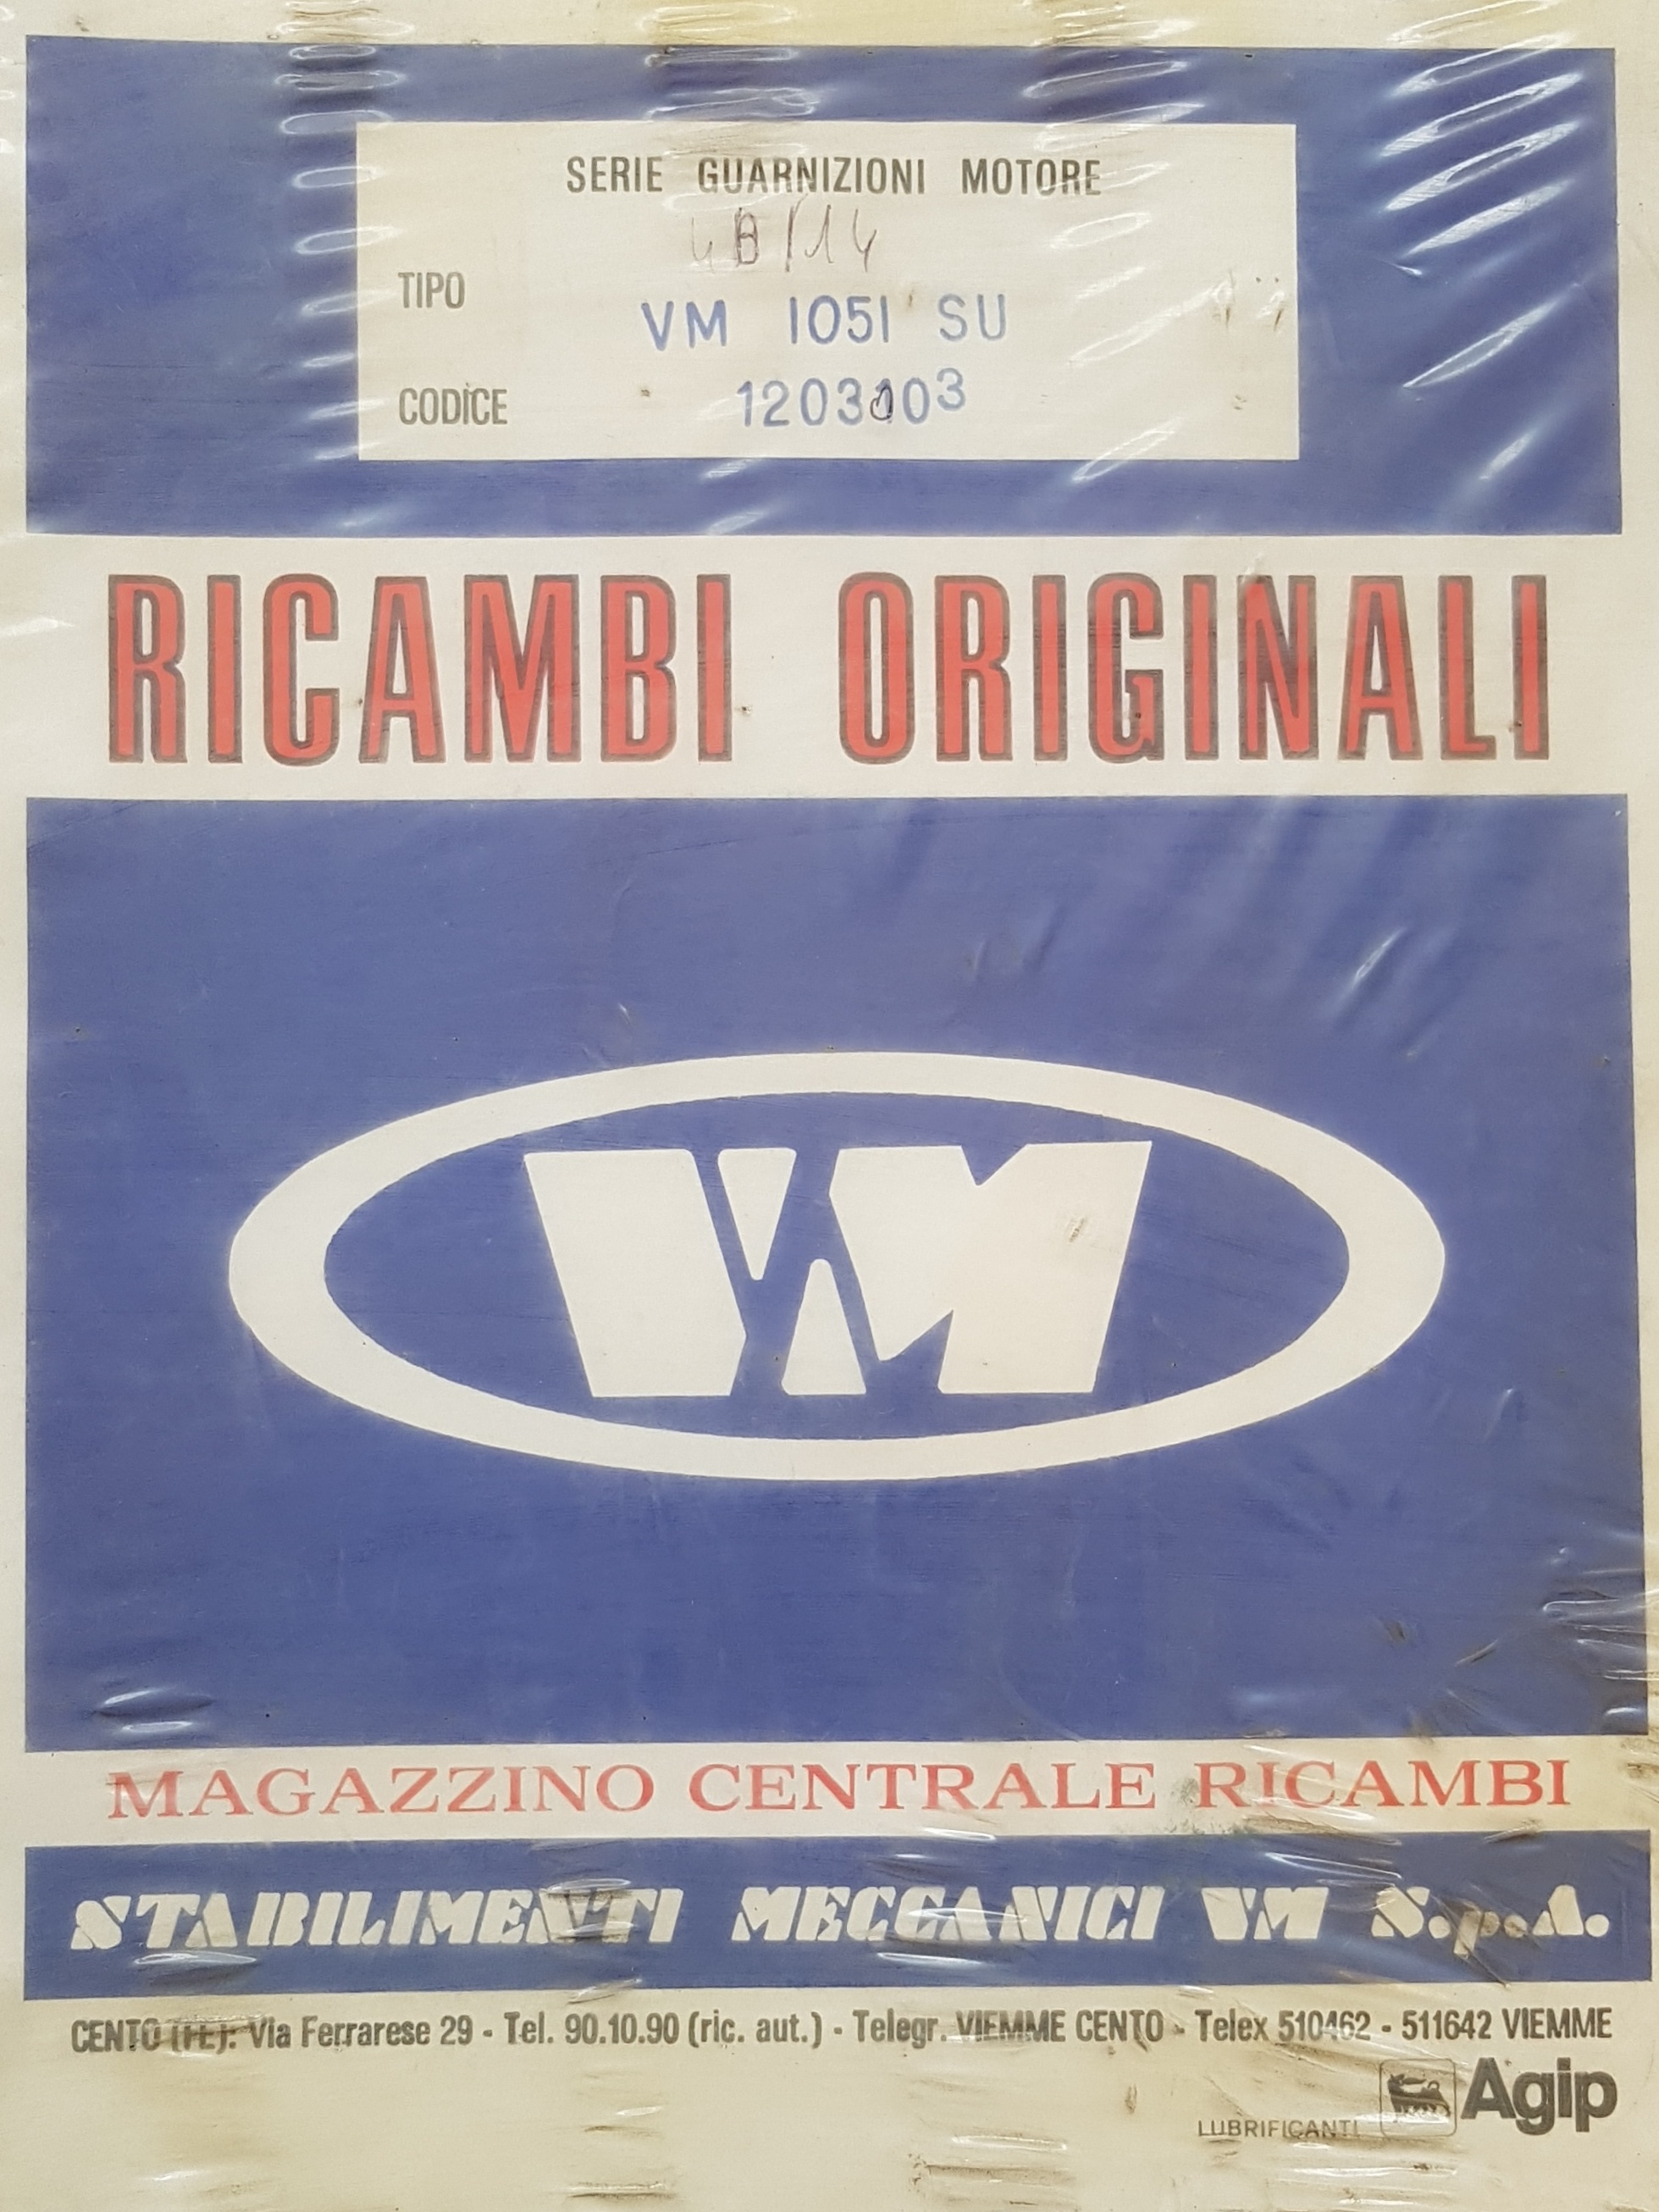 SERIE GUARNIZIONI MOTORE
4B/14
TIPO
VM 1051 SU
CODICE
RICAMBI ORIGINALI
VM
MAGAZZINO CENTRALE RICAMBI
STABILIMENTI MECCANICI VM S.p.A.
CENTO (FE): Via Ferrarese 29 - Tel. 90.10.90 (ric. aut.) - Telegr. VIEMME CENTO - Telex 510462 - 511642 VIEMME
LUBRIFICANTI Agip